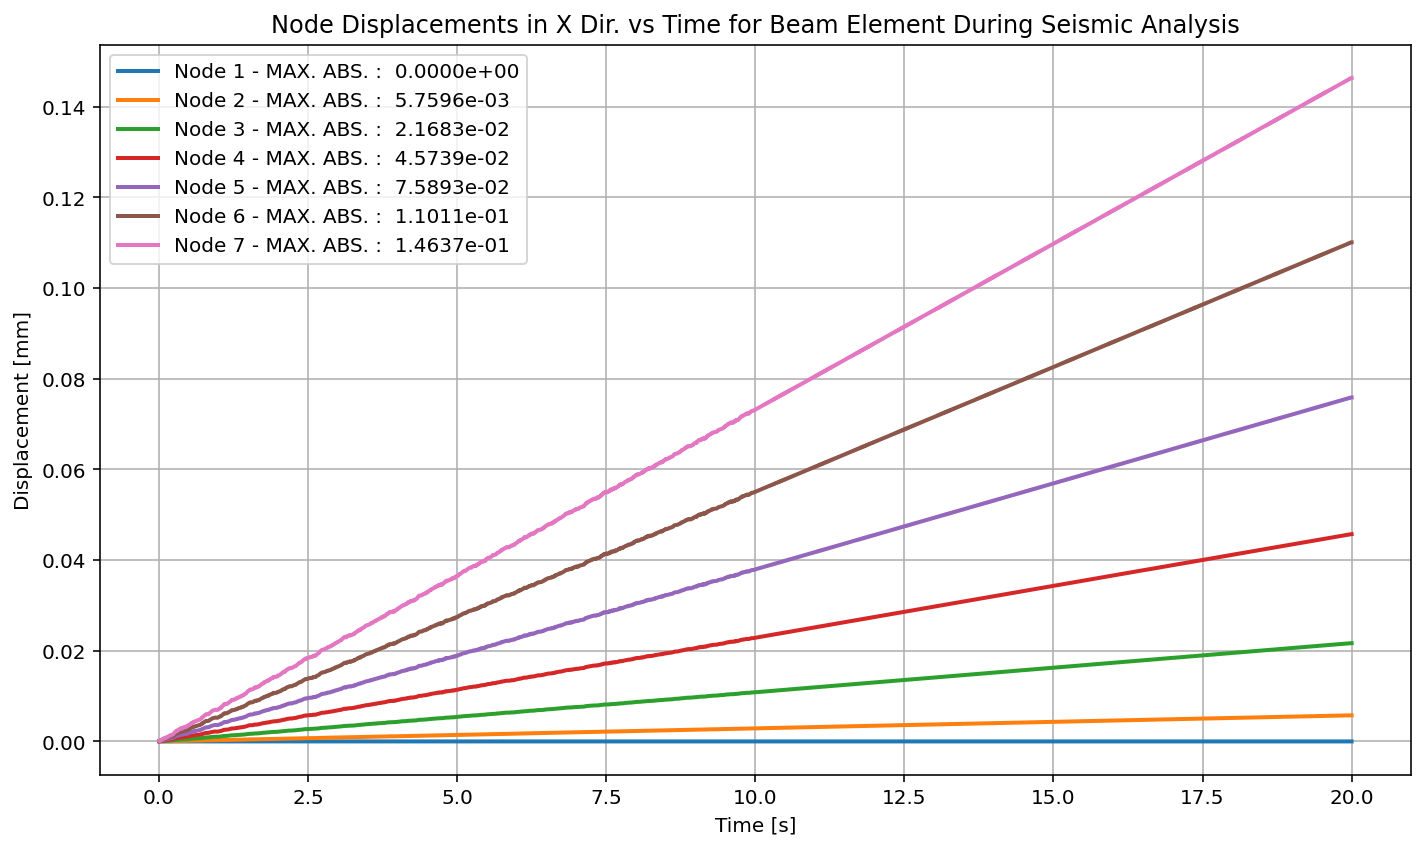 Node Displacements in X Dir. vs Time for Beam Element During Seismic Analysis
Node 1 - MAX. ABS. :  0.0000e+00
Node 2 - MAX. ABS. :  5.7596e-03
Node 3 - MAX. ABS. :  2.1683e-02
Node 4 - MAX. ABS. :  4.5739e-02
Node 5 - MAX. ABS. :  7.5893e-02
Node 6 - MAX. ABS. :  1.1011e-01
Node 7 - MAX. ABS. :  1.4637e-01
Displacement [mm]
0.14
0.12
0.10
0.08
0.06
0.04
0.02
0.00
0.0 2.5 5.0 7.5 10.0 12.5 15.0 17.5 20.0
Time [s]